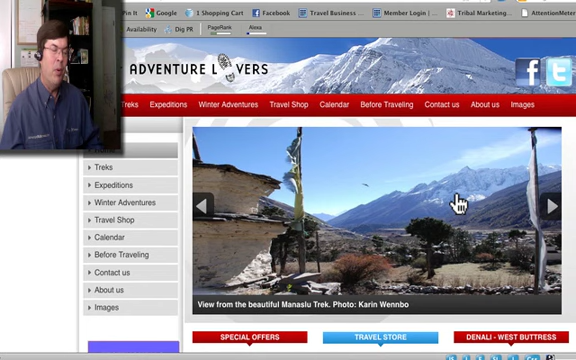 Pin It Google 1 Shopping Cart Facebook Travel Business ... Member Login | ... Tribal Marketing... AttentionMeter
Availability Dig PR PageRank Alexa
ADVENTURE LOVERS
Treks Expeditions Winter Adventures Travel Shop Calendar Before Traveling Contact us About us Images
Treks
Expeditions
Winter Adventures
Travel Shop
Calendar
Before Traveling
Contact us
About us
Images
View from the beautiful Manaslu Trek. Photo: Karin Wennbo
SPECIAL OFFERS TRAVEL STORE DENALI - WEST BUTTRESS